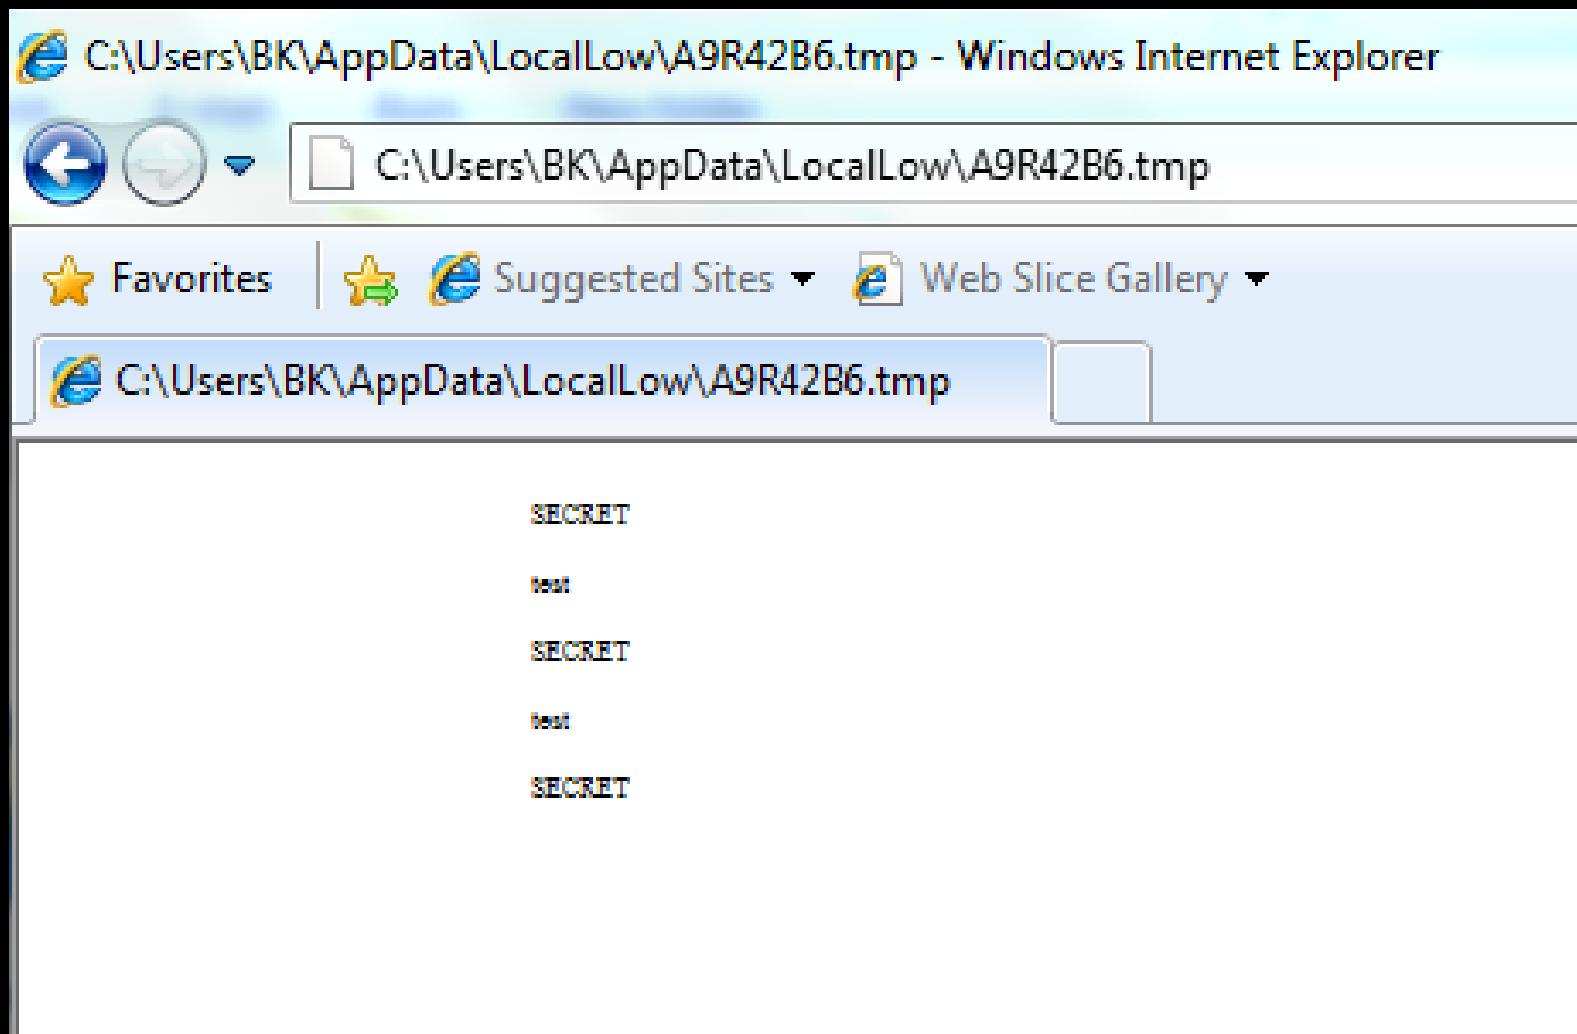 C:\Users\BK\AppData\LocalLow\A9R42B6.tmp - Windows Internet Explorer
C:\Users\BK\AppData\LocalLow\A9R42B6.tmp
Favorites Suggested Sites Web Slice Gallery
C:\Users\BK\AppData\LocalLow\A9R42B6.tmp
SECRET
test
SECRET
test
SECRET